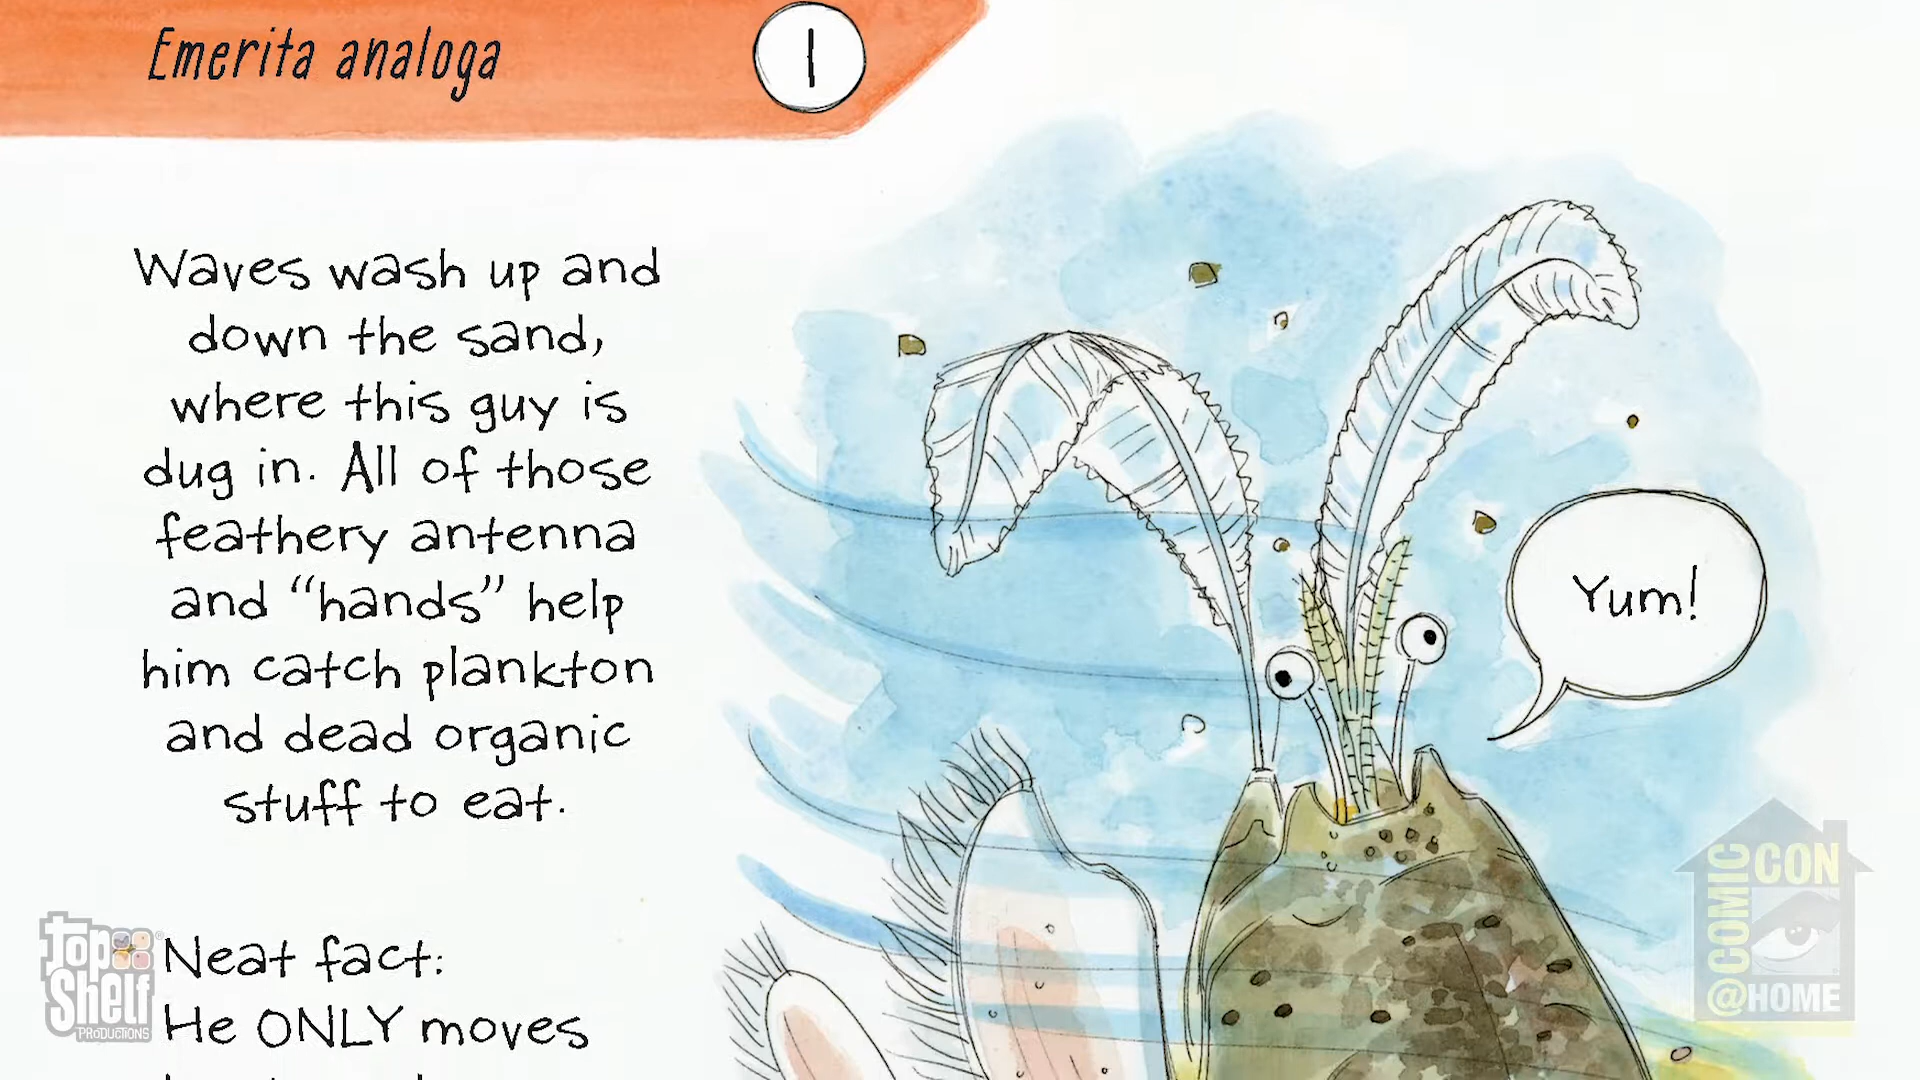 Emerita analoga
1
Waves wash up and
down the sand,
where this guy is
dug in. All of those
feathery antenna
and “hands” help
him catch plankton
and dead organic
stuff to eat.
Neat fact:
He ONLY moves
Yum!
top
Shelf
PRODUCTIONS
COMIC
CON
@HOME